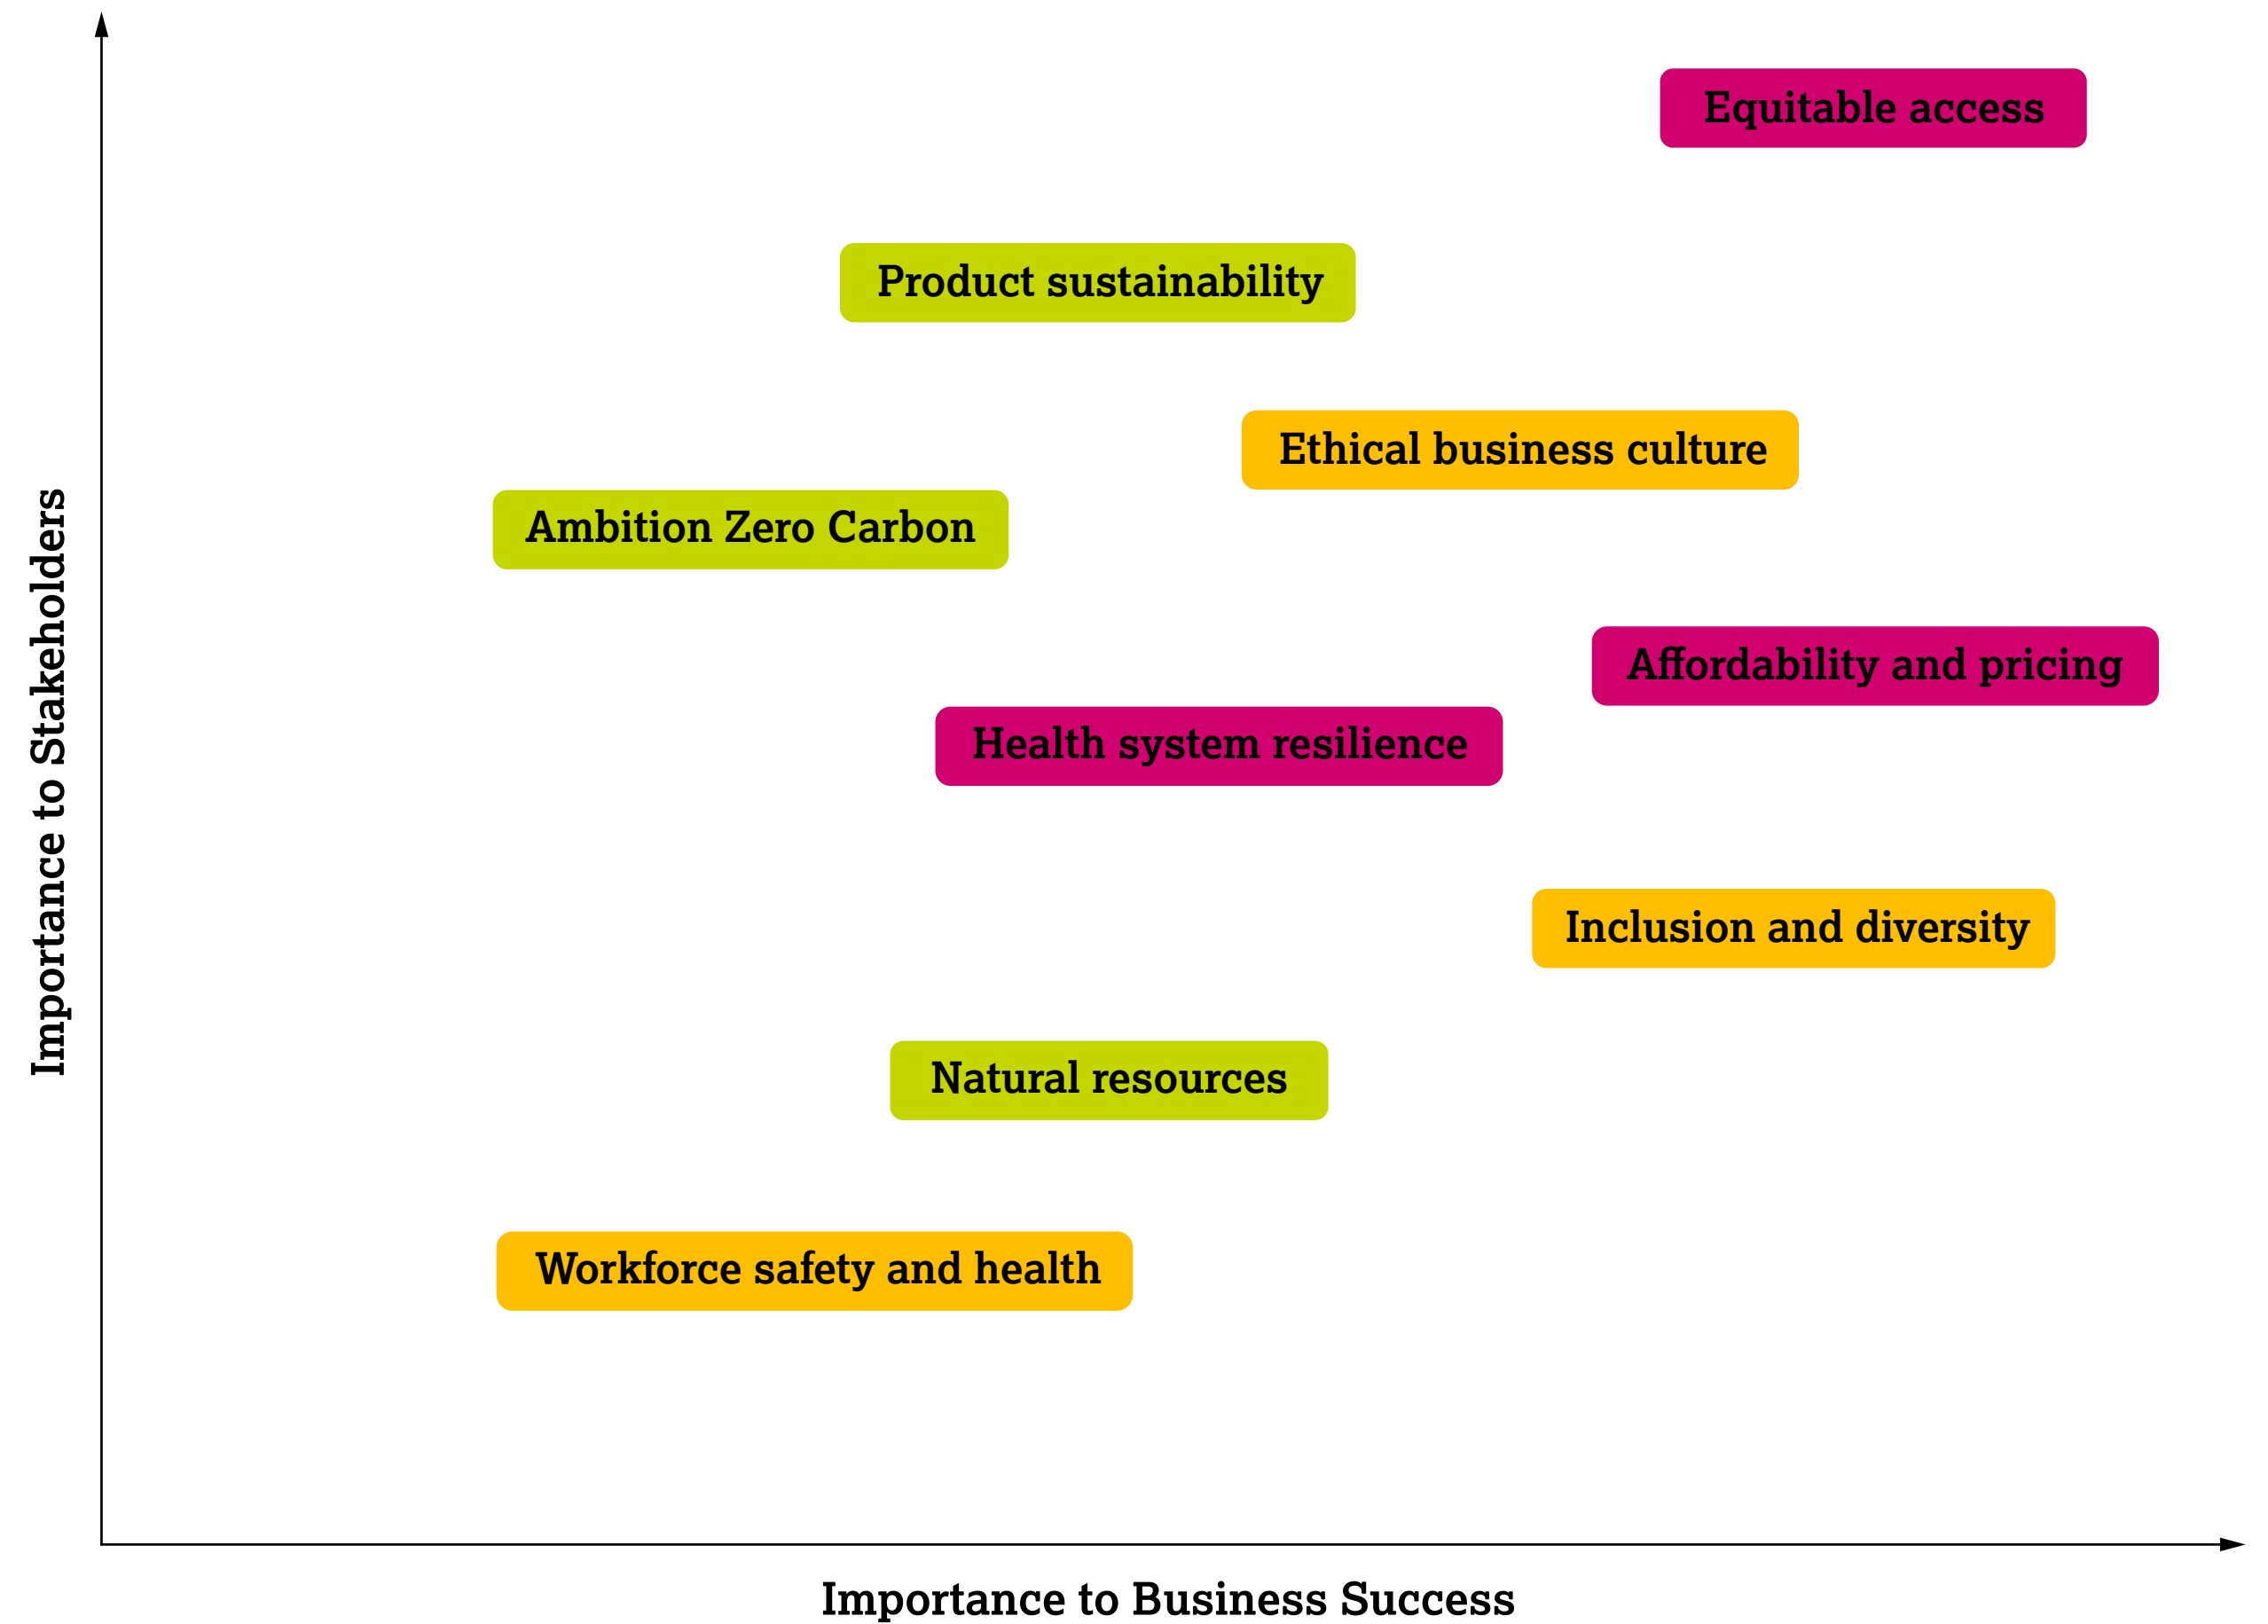 Equitable access
Product sustainability
Ethical business culture
Ambition Zero Carbon
Affordability and pricing
Health system resilience
Inclusion and diversity
Natural resources
Workforce safety and health
Importance to Stakeholders
Importance to Business Success